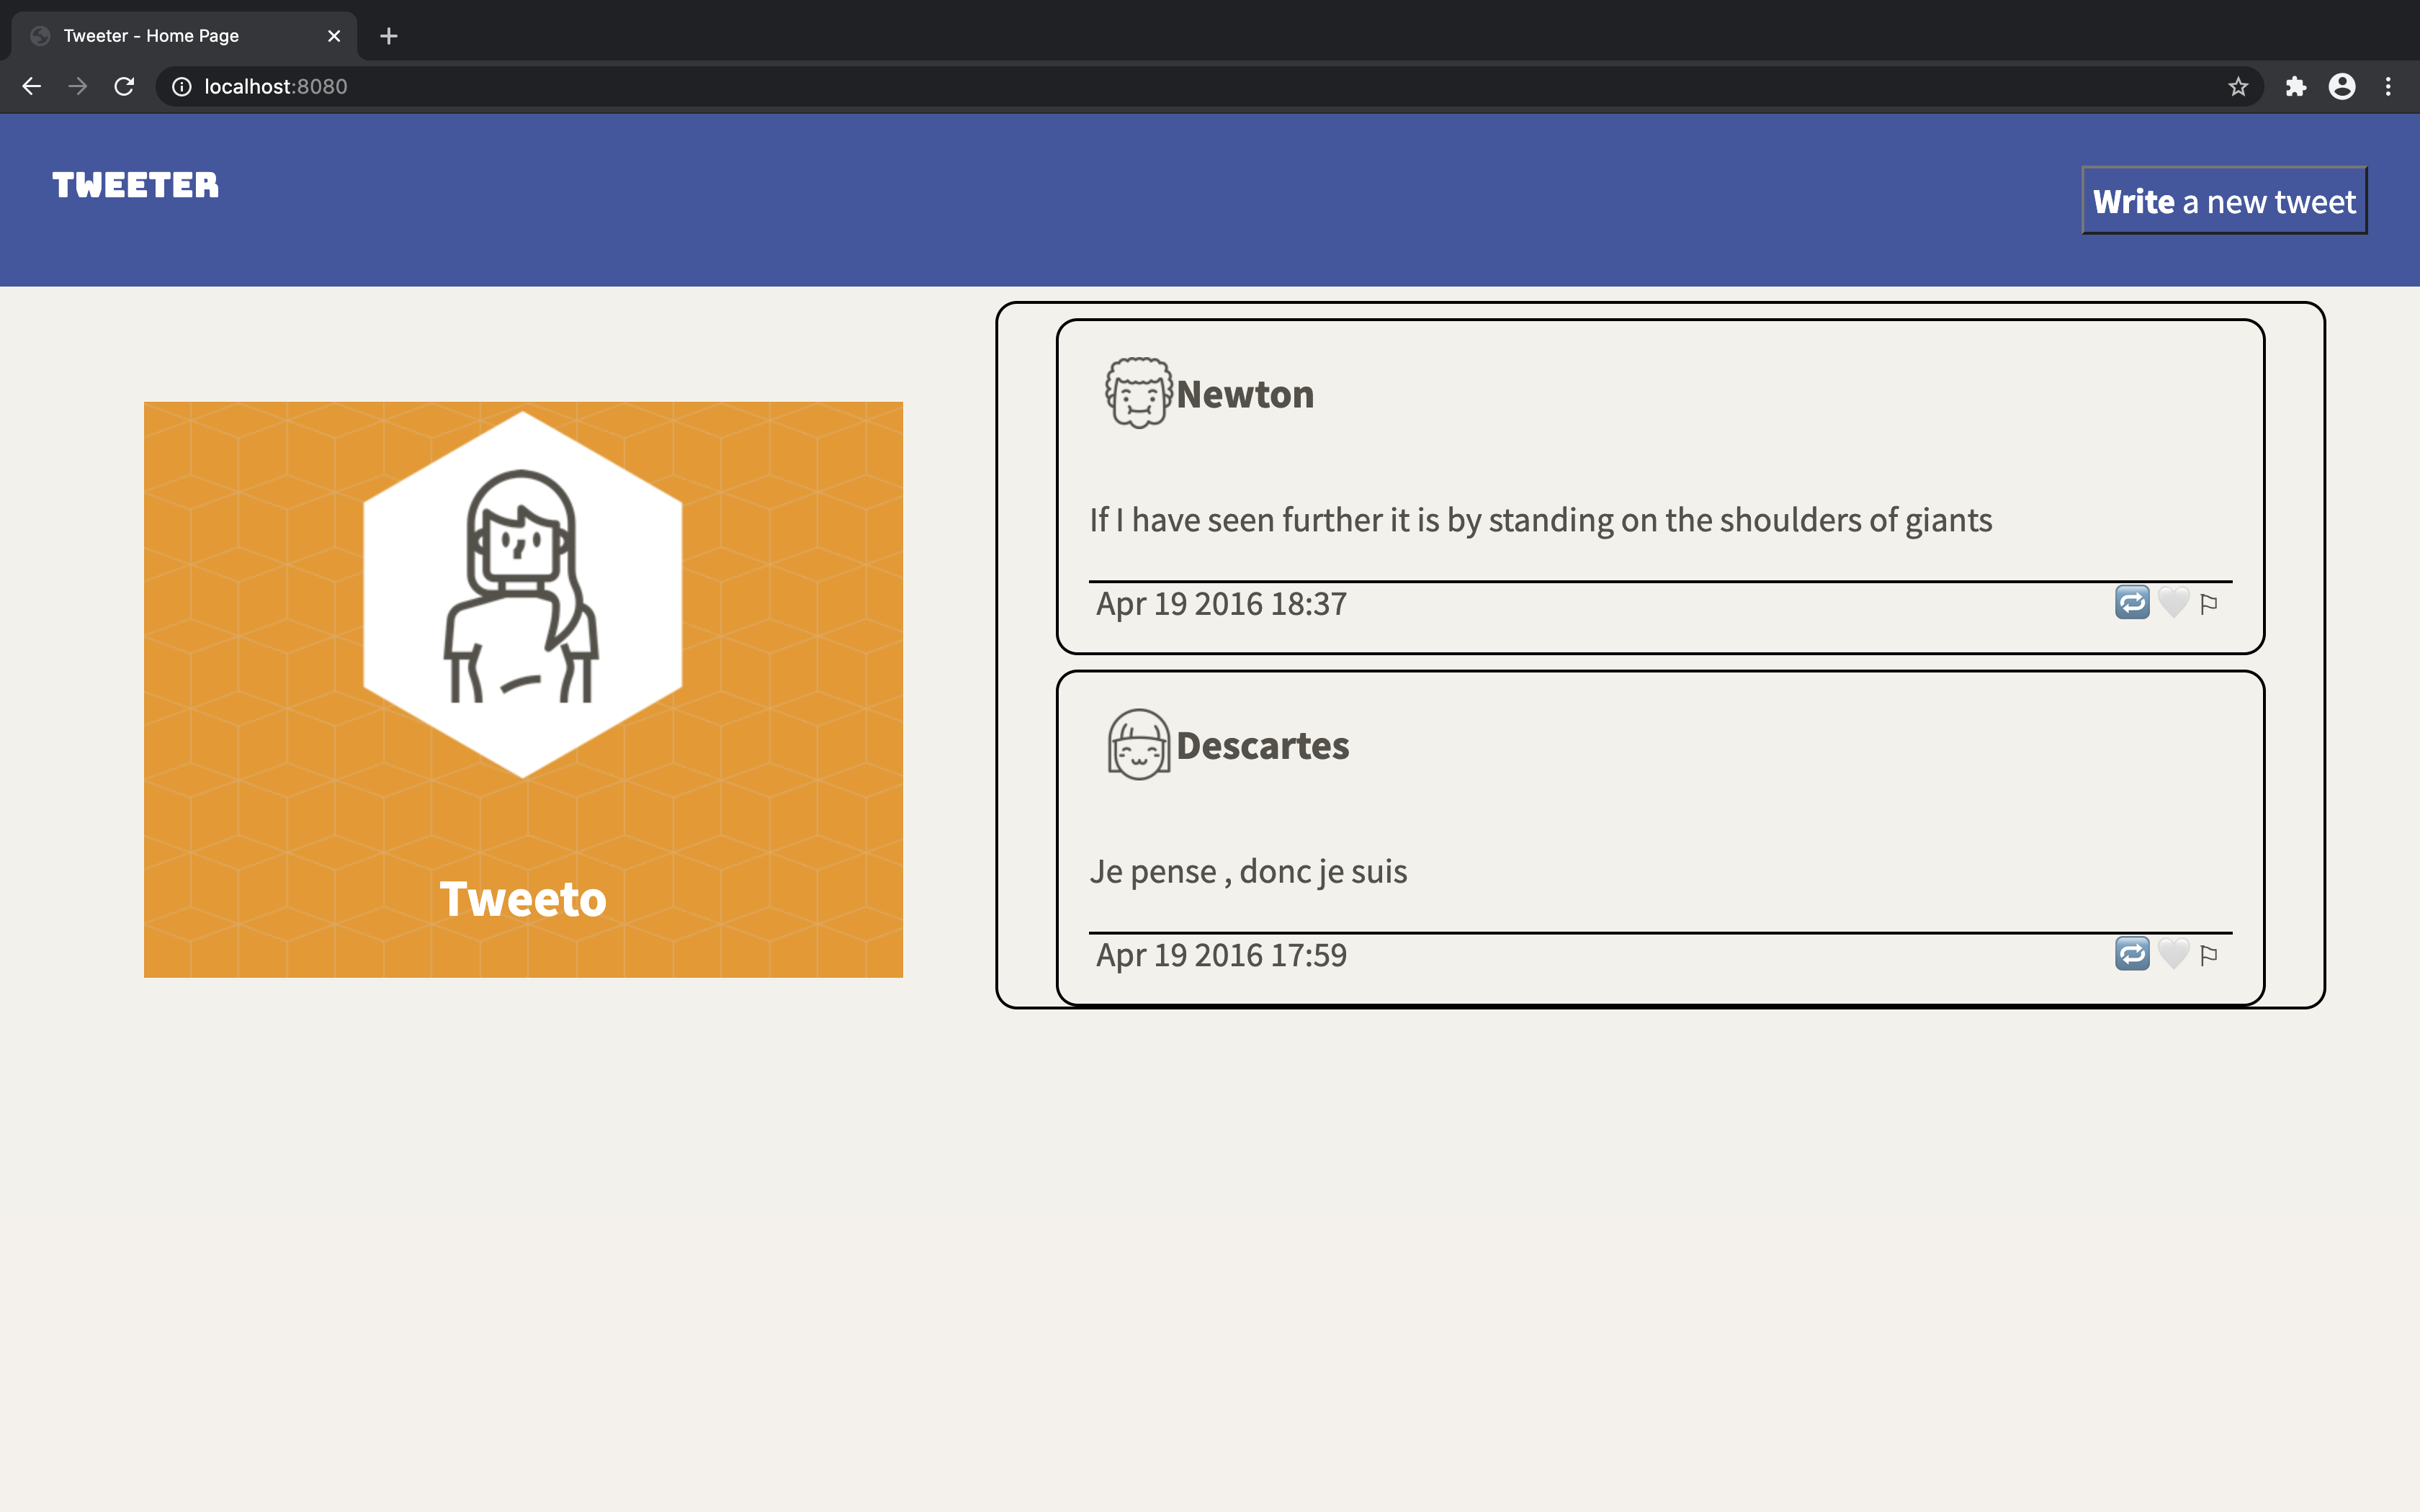 Tweeter - Home Page
localhost:8080
TWEETER
Write a new tweet
Tweeto
Newton
If I have seen further it is by standing on the shoulders of giants
Apr 19 2016 18:37
Descartes
Je pense , donc je suis
Apr 19 2016 17:59